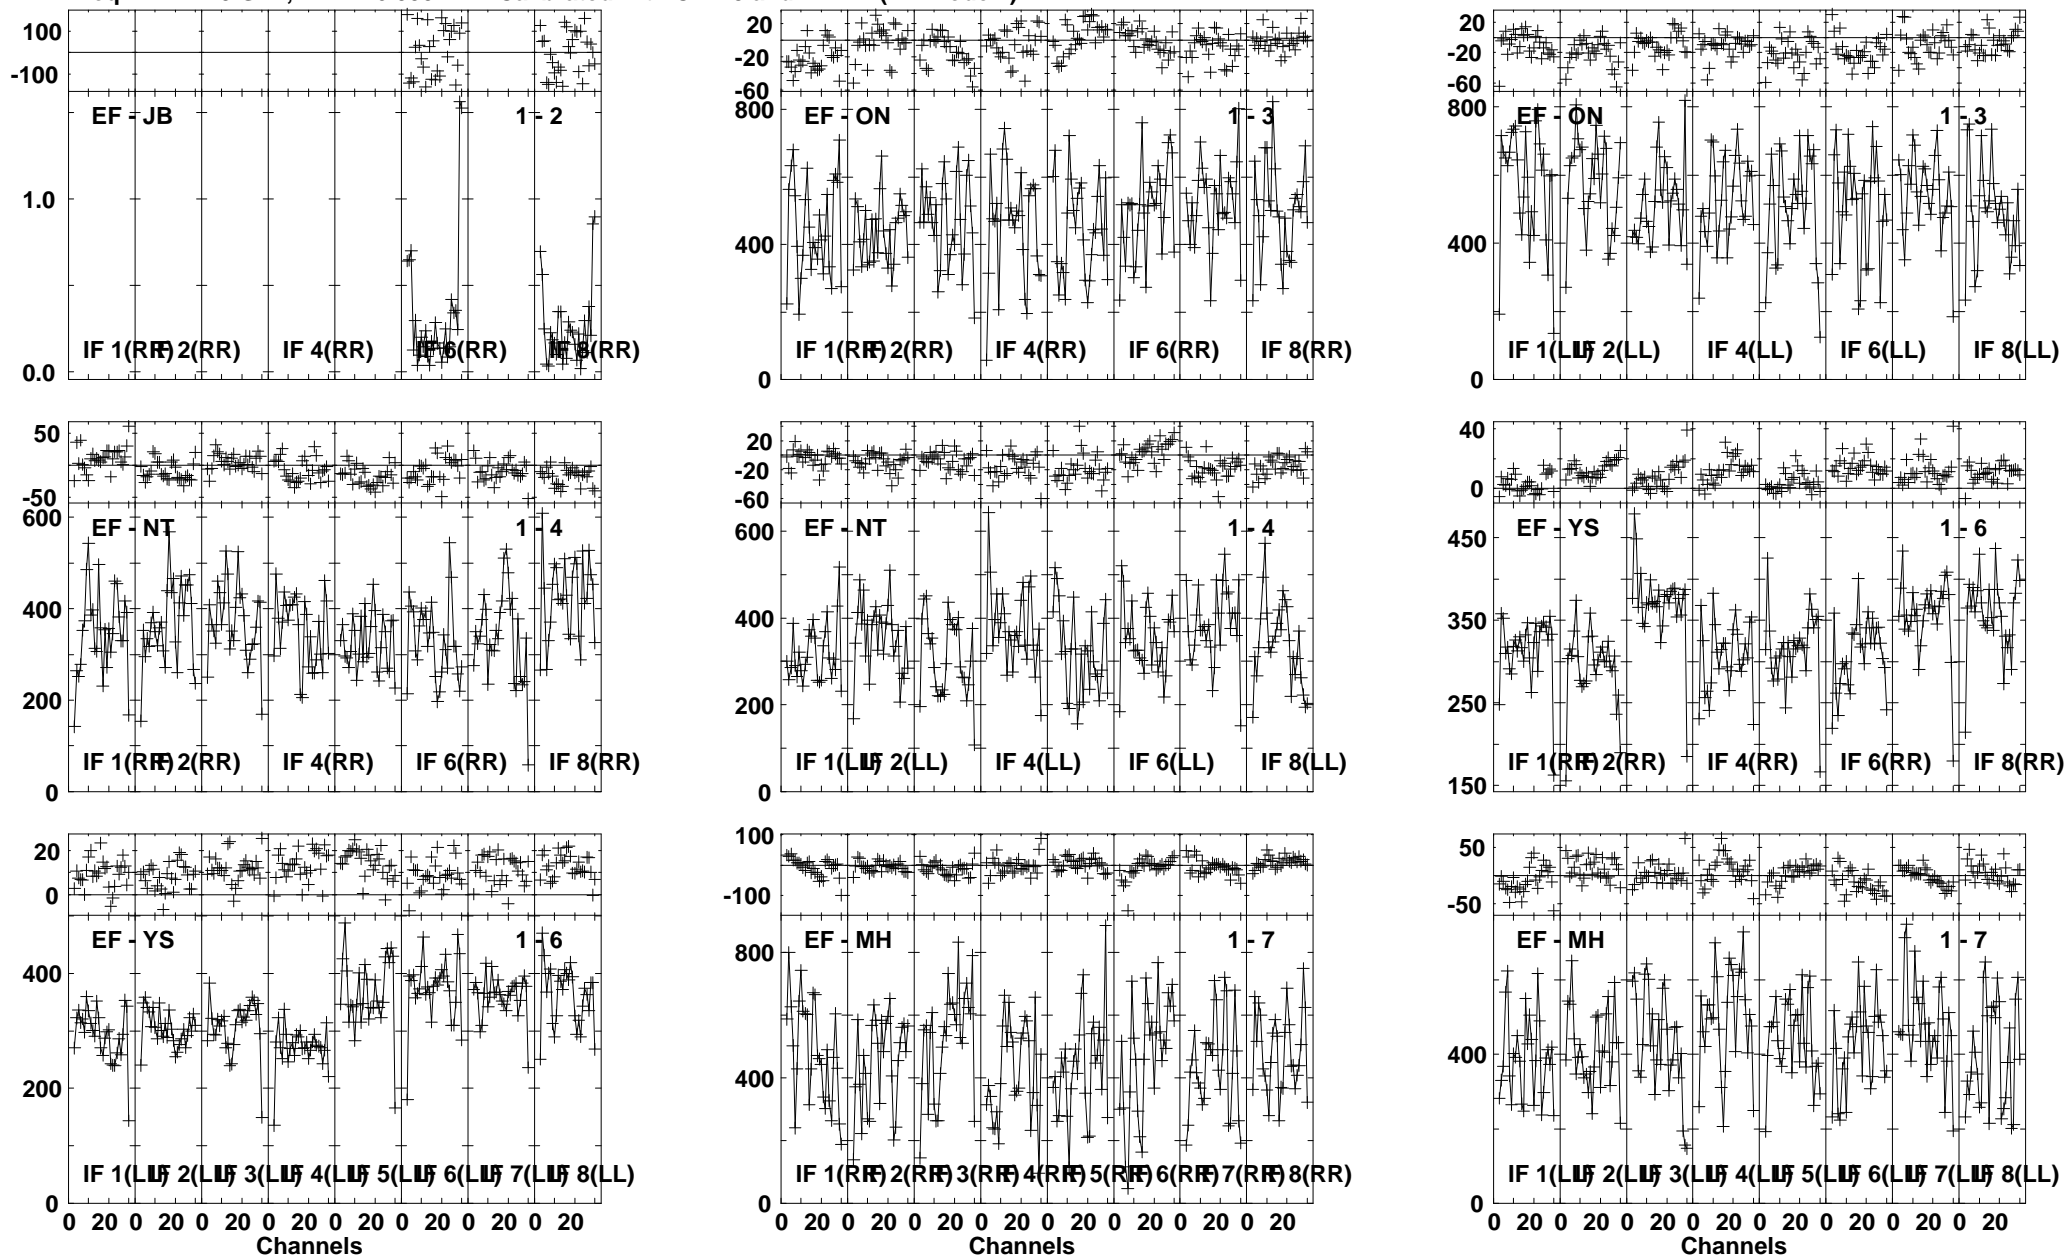 100
-100
EF - JB 1 - 2
1.0
0.0
IF 1(RR) IF 2(RR) IF 4(RR) IF 6(RR) IF 8(RR)
20
0
-20
-40
-60
800
EF - ON 1 - 3
400
0
IF 1(RR) IF 2(RR) IF 4(RR) IF 6(RR) IF 8(RR)
20
0
-20
-40
-60
800
EF - ON 1 - 3
400
0
IF 1(LL) IF 2(LL) IF 4(LL) IF 6(LL) IF 8(LL)
50
0
-50
600
EF - NT 1 - 4
400
200
0
IF 1(RR) IF 2(RR) IF 4(RR) IF 6(RR) IF 8(RR)
20
0
-20
-40
-60
600
EF - NT 1 - 4
400
200
0
IF 1(LL) IF 2(LL) IF 4(LL) IF 6(LL) IF 8(LL)
40
20
0
450
EF - YS 1 - 6
350
250
150
IF 1(RR) IF 2(RR) IF 4(RR) IF 6(RR) IF 8(RR)
20
0
EF - YS 1 - 6
400
200
0
IF 1(LL) IF 2(LL) IF 3(LL) IF 4(LL) IF 5(LL) IF 6(LL) IF 7(LL) IF 8(LL)
0 20 0 20 0 20 0 20 0 20 0 20 0 20 0 20
Channels
100
0
-100
800
EF - MH 1 - 7
400
0
IF 1(RR) IF 2(RR) IF 3(RR) IF 4(RR) IF 5(RR) IF 6(RR) IF 7(RR) IF 8(RR)
0 20 0 20 0 20 0 20 0 20 0 20 0 20 0 20
Channels
50
0
-50
EF - MH 1 - 7
400
0
IF 1(LL) IF 2(LL) IF 3(LL) IF 4(LL) IF 5(LL) IF 6(LL) IF 7(LL) IF 8(LL)
0 20 0 20 0 20 0 20 0 20 0 20 0 20 0 20
Channels